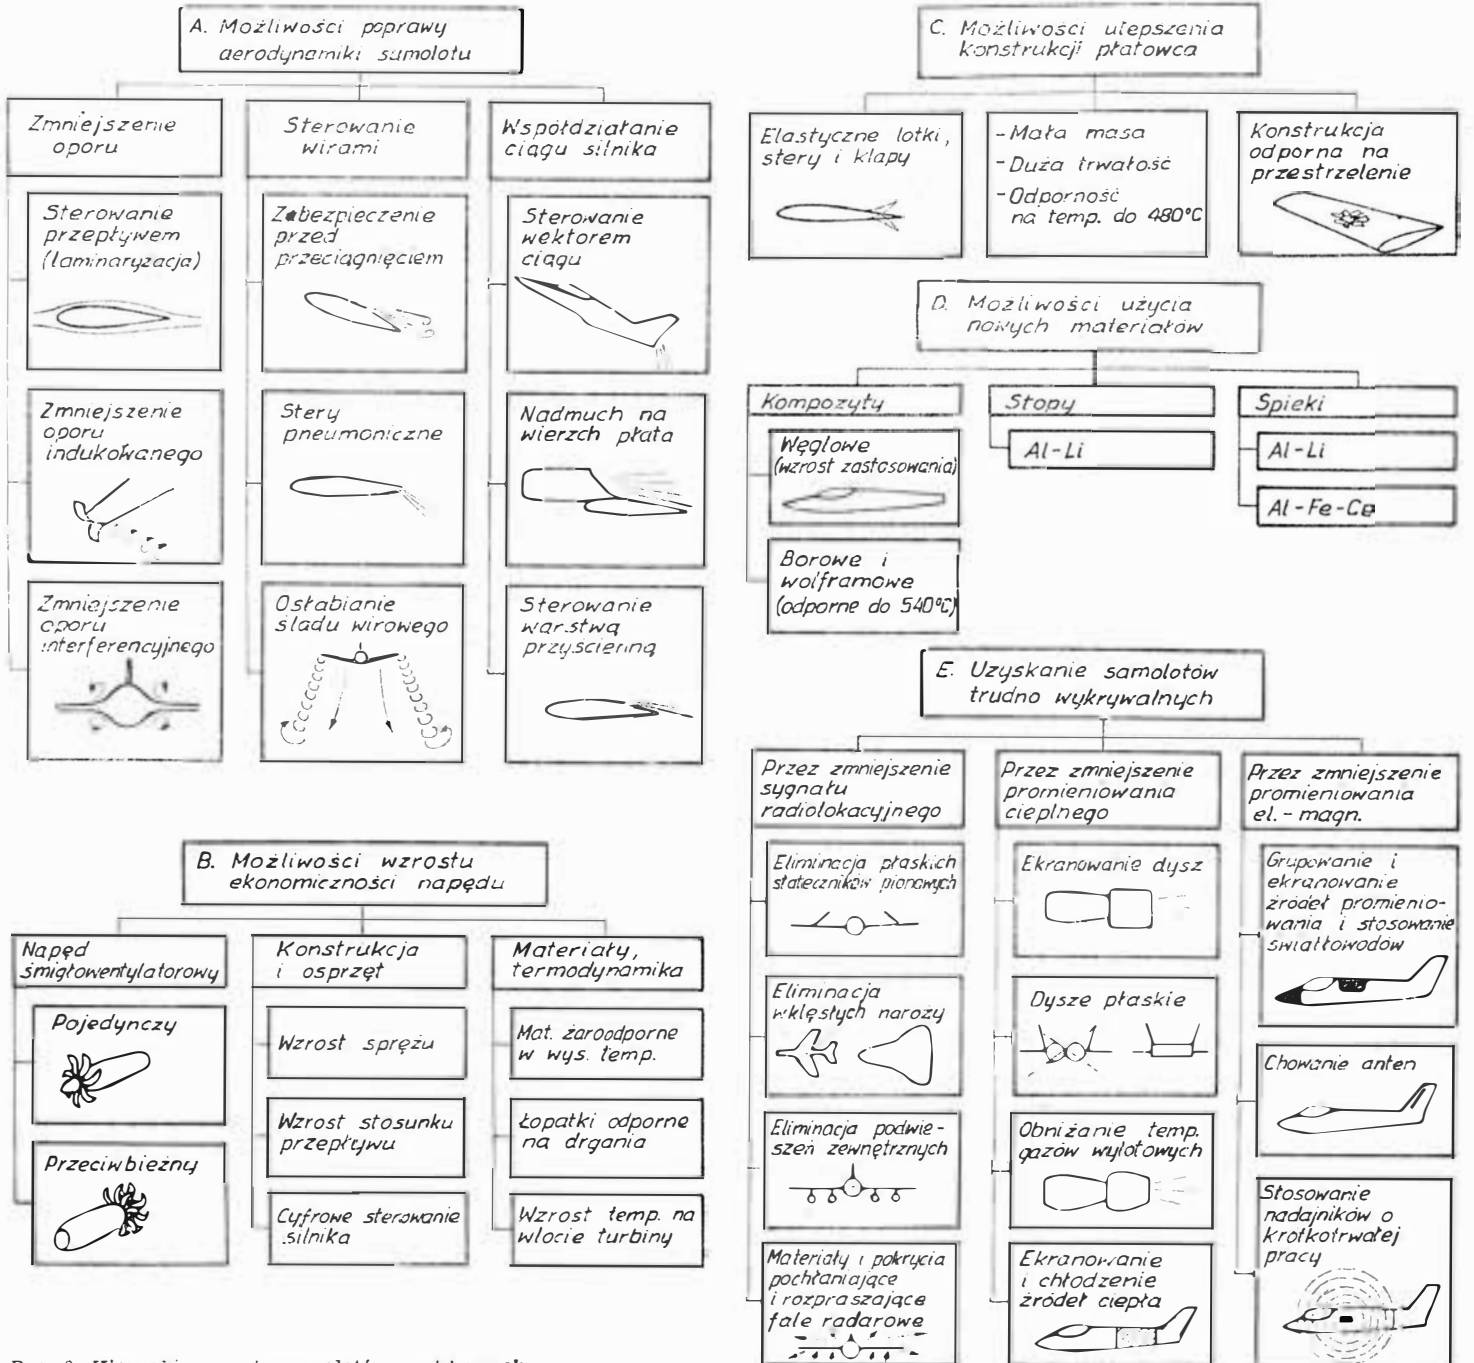 A. Możliwości poprawy
aerodynamiki samolotu
Zmniejszenie
oporu
Sterowanie
przepływem
(laminaryzacja)
Zmniejszenie
oporu
indukowanego
Zmniejszenie
oporu
interferencyjnego
Sterowanie
wirami
Zabezpieczenie
przed
przeciągnięciem
Stery
pneumoniczne
Osłabianie
śladu wirowego
Współdziałanie
ciągu silnika
Sterowanie
wektorem
ciągu
Nadmuch na
wierzch płata
Sterowanie
warstwą
przyścienną
B. Możliwości wzrostu
ekonomiczności napędu
Napęd
śmigłowentylatorowy
Pojedynczy
Przeciwbieżny
Konstrukcja
i osprzęt
Wzrost sprężu
Wzrost stosunku
przepływu
Cyfrowe sterowanie
silnika
Materiały,
termodynamika
Mat. żaroodporne
w wys. temp.
Łopatki odporne
na drgania
Wzrost temp. na
wlocie turbiny
C. Możliwości ulepszenia
konstrukcji płatowca
Elastyczne lotki,
stery i klapy
- Mała masa
- Duża trwałość
- Odporność
na temp. do 480°C
Konstrukcja
odporna na
przestrzelenie
D. Możliwości użycia
nowych materiałów
Kompozyty
Węglowe
(wzrost zastosowania)
Borowe i
wolframowe
(odporne do 540°C)
Stopy
Al-Li
Spieki
Al-Li
Al-Fe-Ce
E. Uzyskanie samolotów
trudno wykrywalnych
Przez zmniejszenie
sygnału
radiolokacyjnego
Eliminacja płaskich
stateczników pionowych
Eliminacja
wklęsłych naroży
Eliminacja podwie-
szeń zewnętrznych
Materiały i pokrycia
pochłaniające
i rozpraszające
fale radarowe
Przez zmniejszenie
promieniowania
cieplnego
Ekranowanie dysz
Dysze płaskie
Obniżanie temp.
gazów wylotowych
Ekranowanie
i chłodzenie
źródeł ciepła
Przez zmniejszenie
promieniowania
el.-magn.
Grupowanie i
ekranowanie
źródeł promienio-
wania i stosowanie
światłowodów
Chowanie anten
Stosowanie
nadajników o
krótkotrwałej
pracy